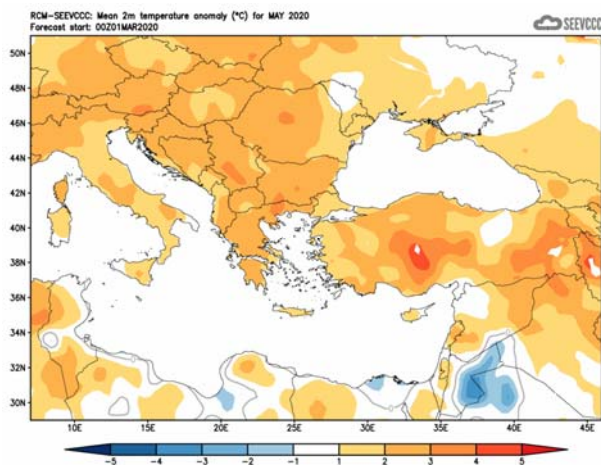 RCM-SEEVCCC: Mean 2m temperature anomaly (°C) for MAY 2020
Forecast start: 00Z01MAR2020
SEEVCCC
50N
48N
46N
44N
42N
40N
38N
36N
34N
32N
30N
10E
15E
20E
25E
30E
35E
40E
45E
-5
-4
-3
-2
-1
1
2
3
4
5